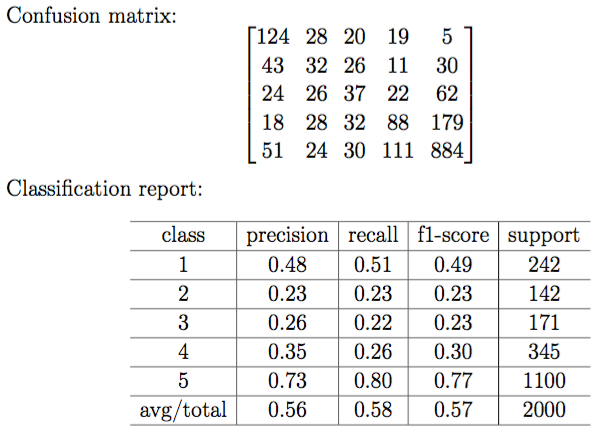 Confusion matrix:
124 28 20 19 5
43 32 26 11 30
24 26 37 22 62
18 28 32 88 179
51 24 30 111 884
Classification report:
class precision recall f1-score support
1 0.48 0.51 0.49 242
2 0.23 0.23 0.23 142
3 0.26 0.22 0.23 171
4 0.35 0.26 0.30 345
5 0.73 0.80 0.77 1100
avg/total 0.56 0.58 0.57 2000